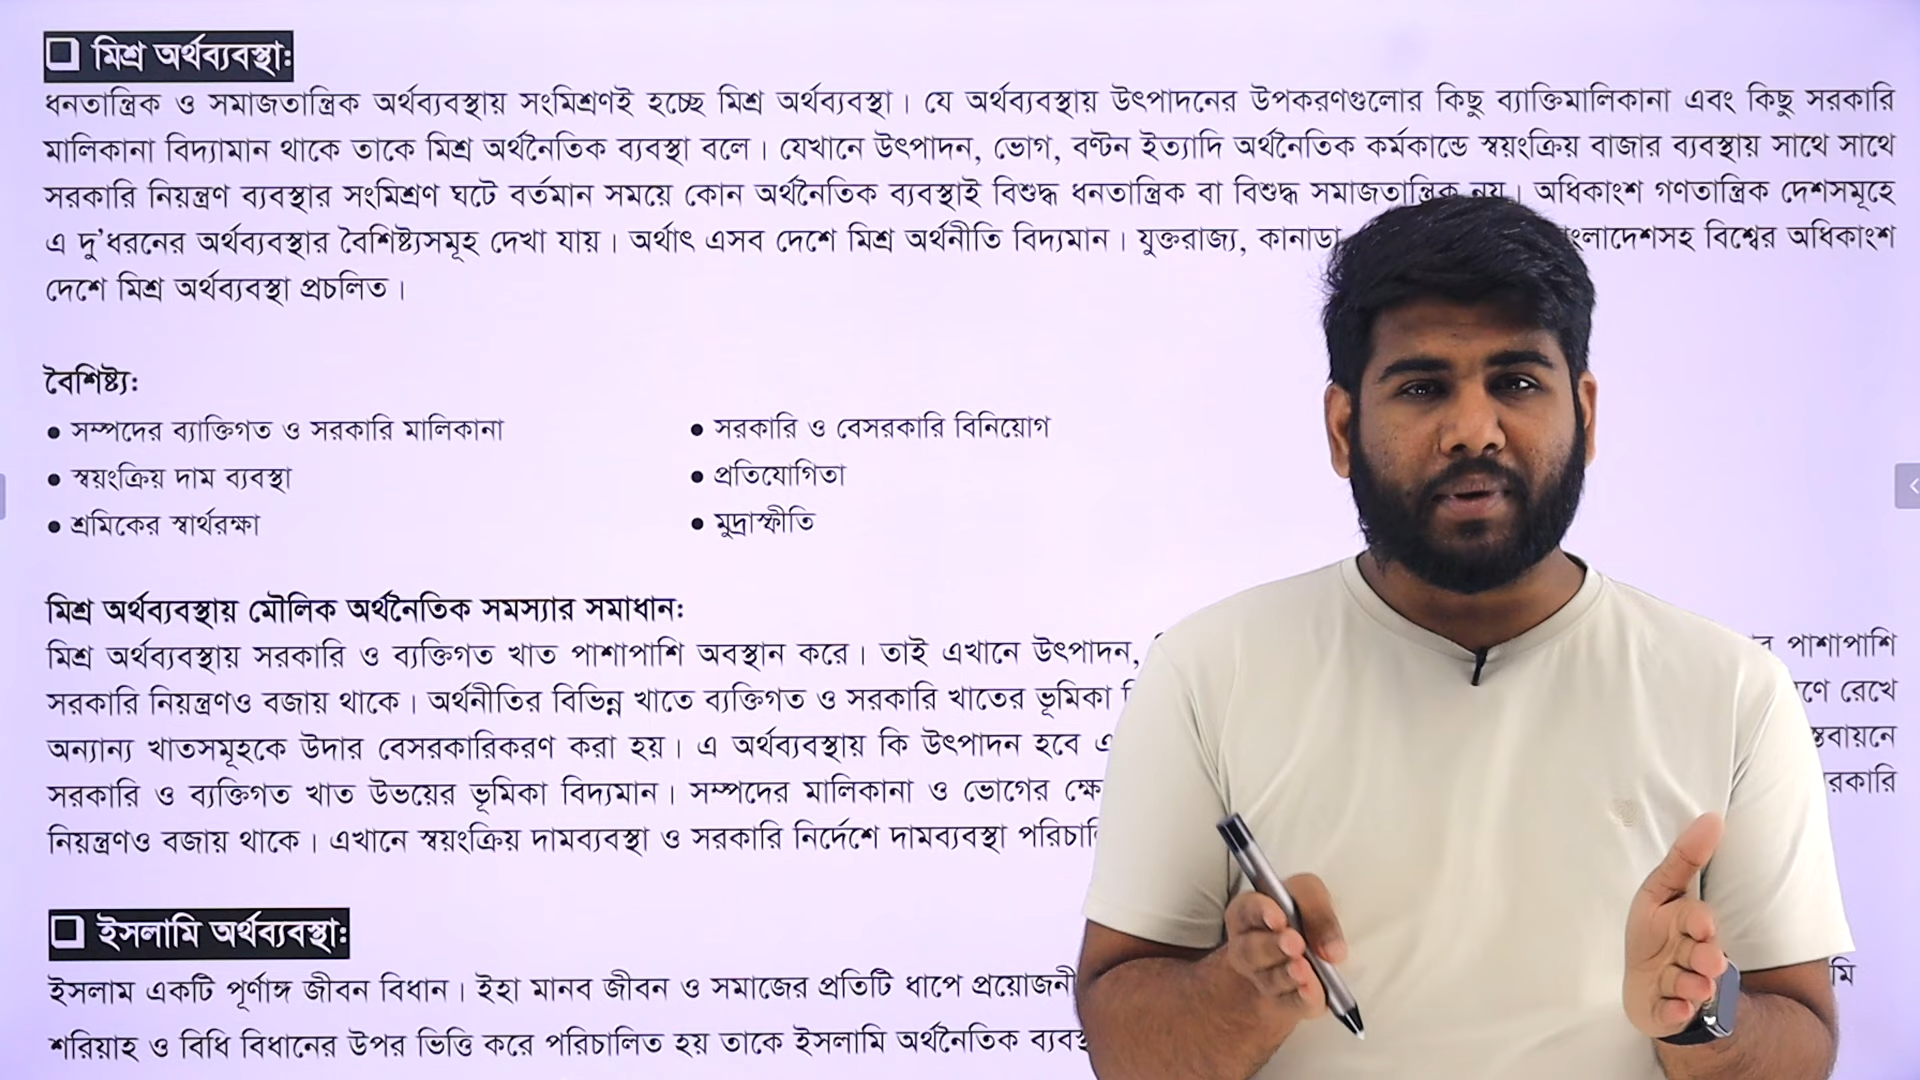 মিশ্র অর্থব্যবস্থা:
ধনতান্ত্রিক ও সমাজতান্ত্রিক অর্থব্যবস্থায় সংমিশ্রণই হচ্ছে মিশ্র অর্থব্যবস্থা। যে অর্থব্যবস্থায় উৎপাদনের উপকরণগুলোর কিছু ব্যাক্তিমালিকানা এবং কিছু সরকারি
মালিকানা বিদ্যামান থাকে তাকে মিশ্র অর্থনৈতিক ব্যবস্থা বলে। যেখানে উৎপাদন, ভোগ, বণ্টন ইত্যাদি অর্থনৈতিক কর্মকান্ডে স্বয়ংক্রিয় বাজার ব্যবস্থায় সাথে সাথে
সরকারি নিয়ন্ত্রণ ব্যবস্থার সংমিশ্রণ ঘটে বর্তমান সময়ে কোন অর্থনৈতিক ব্যবস্থাই বিশুদ্ধ ধনতান্ত্রিক বা বিশুদ্ধ সমাজতান্ত্রিক নয়। অধিকাংশ গণতান্ত্রিক দেশসমূহে
এ দু'ধরনের অর্থব্যবস্থার বৈশিষ্ট্যসমূহ দেখা যায়। অর্থাৎ এসব দেশে মিশ্র অর্থনীতি বিদ্যমান। যুক্তরাজ্য, কানাডা ংলাদেশসহ বিশ্বের অধিকাংশ
দেশে মিশ্র অর্থব্যবস্থা প্রচলিত।
বৈশিষ্ট্য:
• সম্পদের ব্যাক্তিগত ও সরকারি মালিকানা
• স্বয়ংক্রিয় দাম ব্যবস্থা
• শ্রমিকের স্বার্থরক্ষা
• সরকারি ও বেসরকারি বিনিয়োগ
• প্রতিযোগিতা
• মুদ্রাস্ফীতি
মিশ্র অর্থব্যবস্থায় মৌলিক অর্থনৈতিক সমস্যার সমাধান:
মিশ্র অর্থব্যবস্থায় সরকারি ও ব্যক্তিগত খাত পাশাপাশি অবস্থান করে। তাই এখানে উৎপাদন, পাশাপাশি
সরকারি নিয়ন্ত্রণও বজায় থাকে। অর্থনীতির বিভিন্ন খাতে ব্যক্তিগত ও সরকারি খাতের ভূমিকা ণে রেখে
অন্যান্য খাতসমূহকে উদার বেসরকারিকরণ করা হয়। এ অর্থব্যবস্থায় কি উৎপাদন হবে এ স্তবায়নে
সরকারি ও ব্যক্তিগত খাত উভয়ের ভূমিকা বিদ্যমান। সম্পদের মালিকানা ও ভোগের ক্ষে রকারি
নিয়ন্ত্রণও বজায় থাকে। এখানে স্বয়ংক্রিয় দামব্যবস্থা ও সরকারি নির্দেশে দামব্যবস্থা পরিচালি
ইসলামি অর্থব্যবস্থা:
ইসলাম একটি পূর্ণাঙ্গ জীবন বিধান। ইহা মানব জীবন ও সমাজের প্রতিটি ধাপে প্রয়োজনী মি
শরিয়াহ ও বিধি বিধানের উপর ভিত্তি করে পরিচালিত হয় তাকে ইসলামি অর্থনৈতিক ব্যবস্